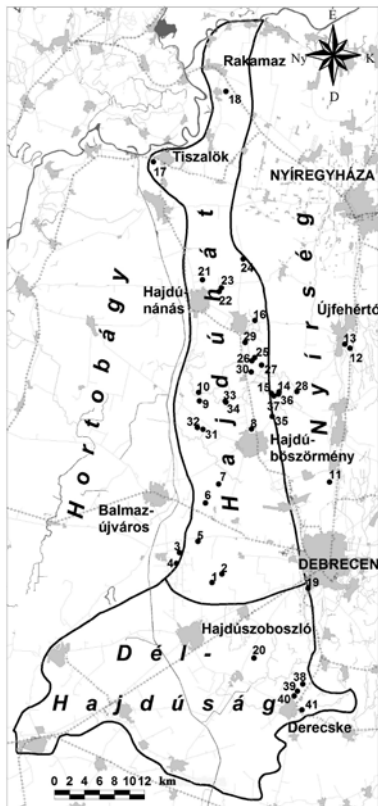 É
Rakamaz
Ny K
D
18
Tiszalök
17
NYÍREGYHÁZA
24
21
23
22
Hajdú-
nánás
16
Újfehértó
29
13
12
25
26
27
30
10
9
15
14
28
33
34
36
37
35
32
31
8
Hajdú-
böszörmény
Hajdúhát
Nyírség
Hortobágy
7
11
6
Balmaz-
újváros
5
3
4
DEBRECEN
2
1
19
Hajdúszoboszló
Dél-
20
38
39
40
Hajdúság
41
Derecske
0 2 4 6 8 10 12 km